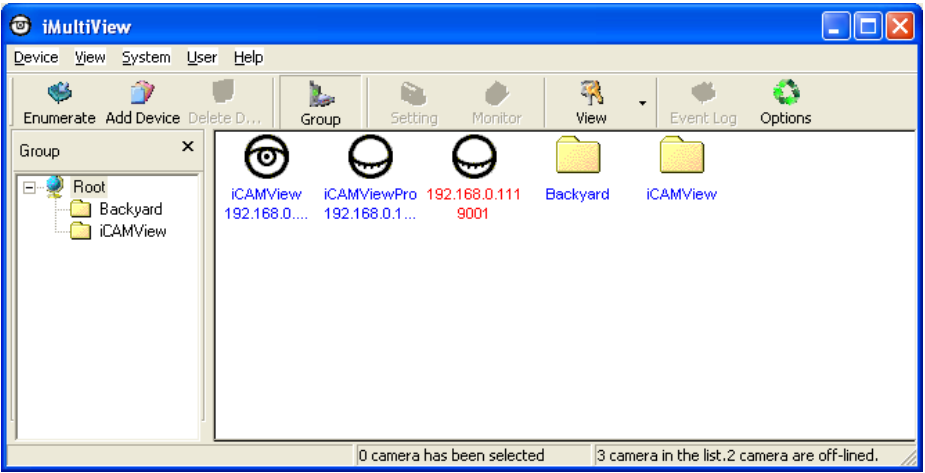 iMultiView
Device View System User Help
Enumerate Add Device Delete D... Group Setting Monitor View Event Log Options
Group
Root
Backyard
iCAMView
iCAMView iCAMViewPro 192.168.0.111 Backyard iCAMView
192.168.0.... 192.168.0.1... 9001
0 camera has been selected 3 camera in the list.2 camera are off-lined.